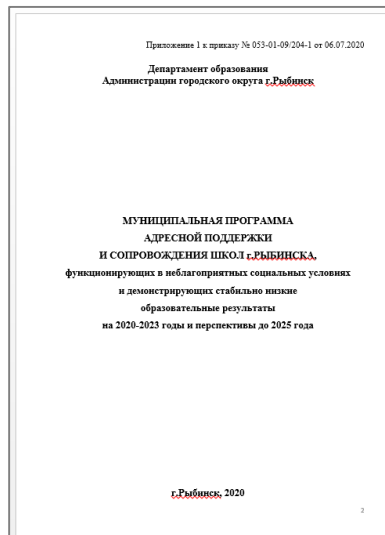 Приложение 1 к приказу № 053-01-09/204-1 от 06.07.2020
Департамент образования
Администрации городского округа г.Рыбинск
МУНИЦИПАЛЬНАЯ ПРОГРАММА
АДРЕСНОЙ ПОДДЕРЖКИ
И СОПРОВОЖДЕНИЯ ШКОЛ г.РЫБИНСКА,
функционирующих в неблагоприятных социальных условиях
и демонстрирующих стабильно низкие
образовательные результаты
на 2020-2023 годы и перспективы до 2025 года
г.Рыбинск, 2020
2